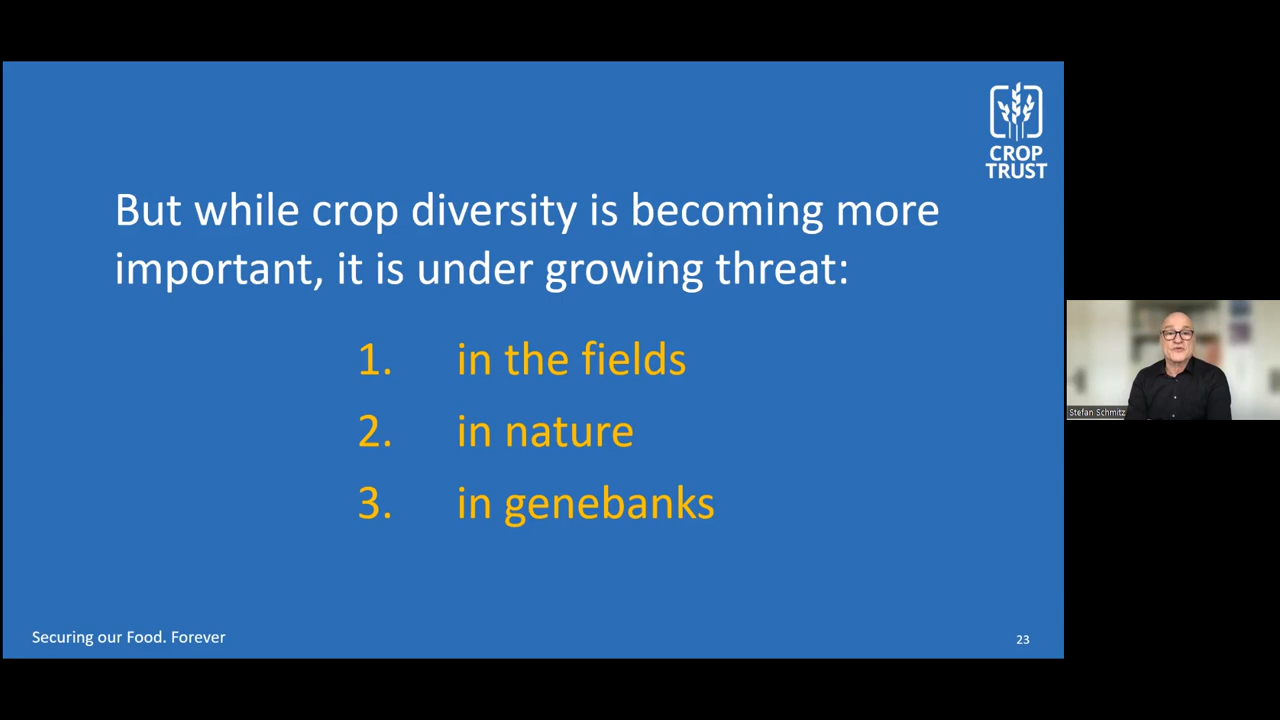 CROP
TRUST
But while crop diversity is becoming more
important, it is under growing threat:
1. in the fields
2. in nature
3. in genebanks
Securing our Food. Forever
23
Stefan Schmitz